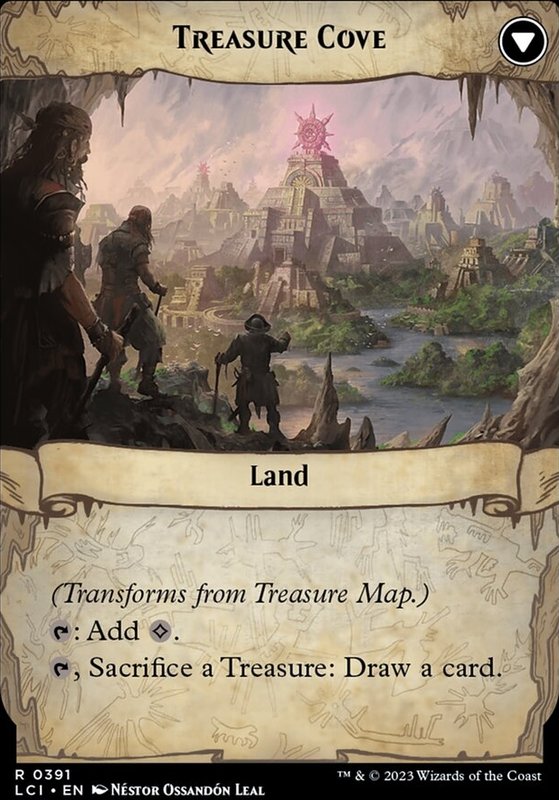 Treasure Cove
Land
(Transforms from Treasure Map.)
: Add .
, Sacrifice a Treasure: Draw a card.
R 0391
LCI • EN Néstor Ossandón Leal
™ & © 2023 Wizards of the Coast